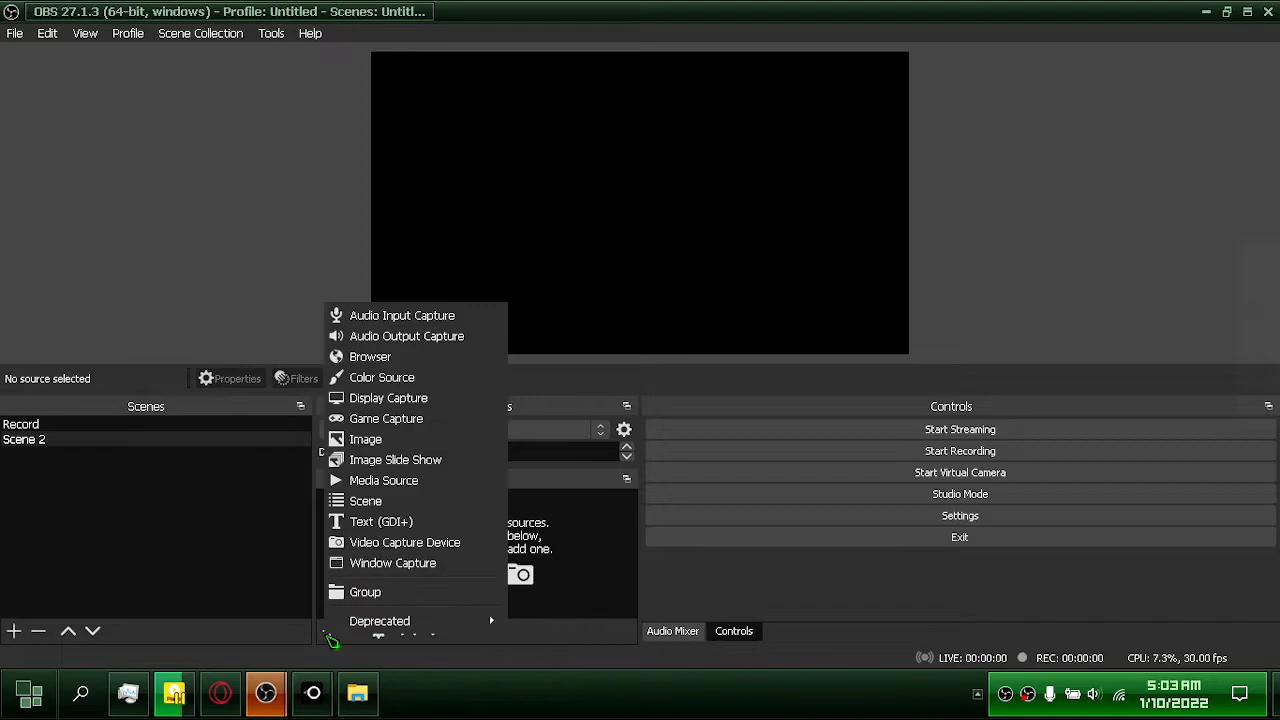 OBS 27.1.3 (64-bit, windows) - Profile: Untitled - Scenes: Untitl...
File Edit View Profile Scene Collection Tools Help
No source selected
Properties
Filters
Scenes
Record
Scene 2
Audio Input Capture
Audio Output Capture
Browser
Color Source
Display Capture
Game Capture
Image
Image Slide Show
Media Source
Scene
Text (GDI+)
Video Capture Device
Window Capture
Group
Deprecated
s
D
sources.
below,
add one.
Controls
Start Streaming
Start Recording
Start Virtual Camera
Studio Mode
Settings
Exit
Audio Mixer
Controls
LIVE: 00:00:00
REC: 00:00:00
CPU: 7.3%, 30.00 fps
5:03 AM
1/10/2022